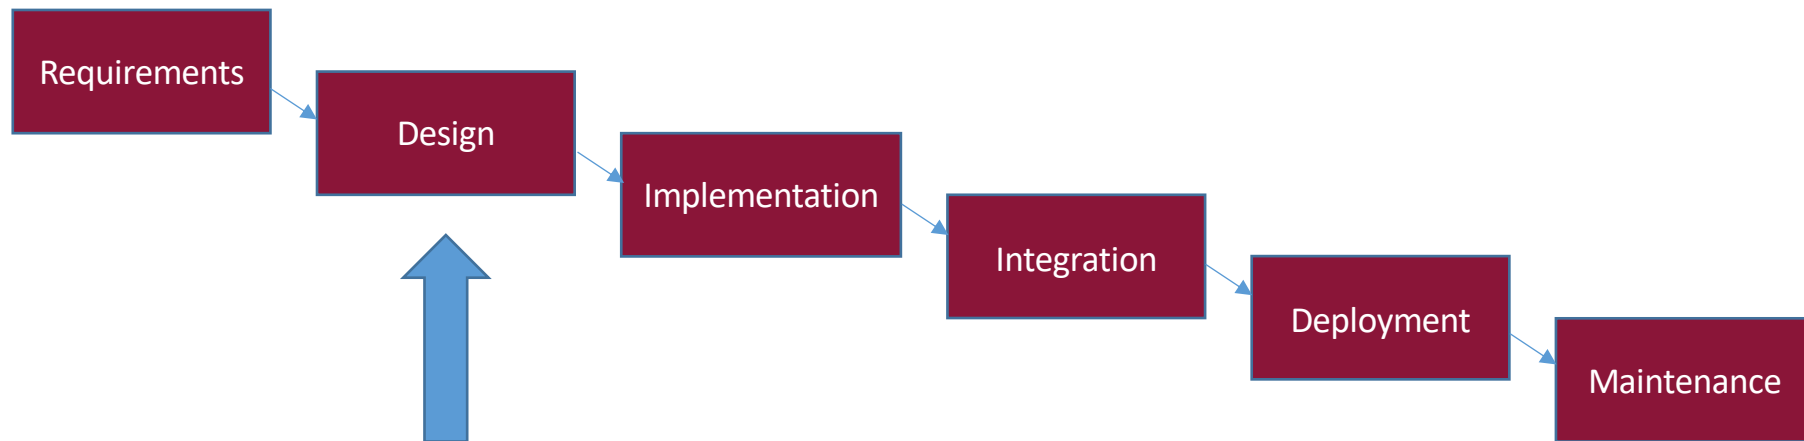 Requirements
Design
Implementation
Integration
Deployment
Maintenance